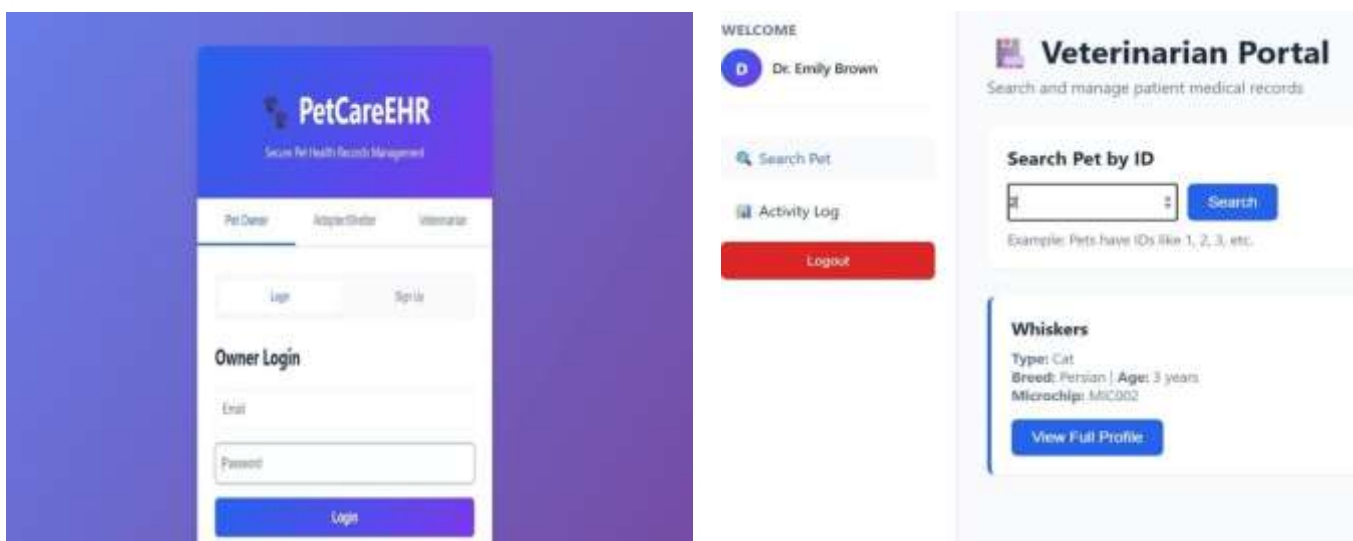 PetCareEHR
Secure Pet Health Records Management
Pet Owner Adopter/Shelter Veterinarian
Login Sign Up
Owner Login
Email
Password
Login
WELCOME
D Dr. Emily Brown
Search Pet
Activity Log
Logout
Veterinarian Portal
Search and manage patient medical records
Search Pet by ID
2
Search
Example: Pets have IDs like 1, 2, 3, etc.
Whiskers
Type: Cat
Breed: Persian | Age: 3 years
Microchip: MIC002
View Full Profile